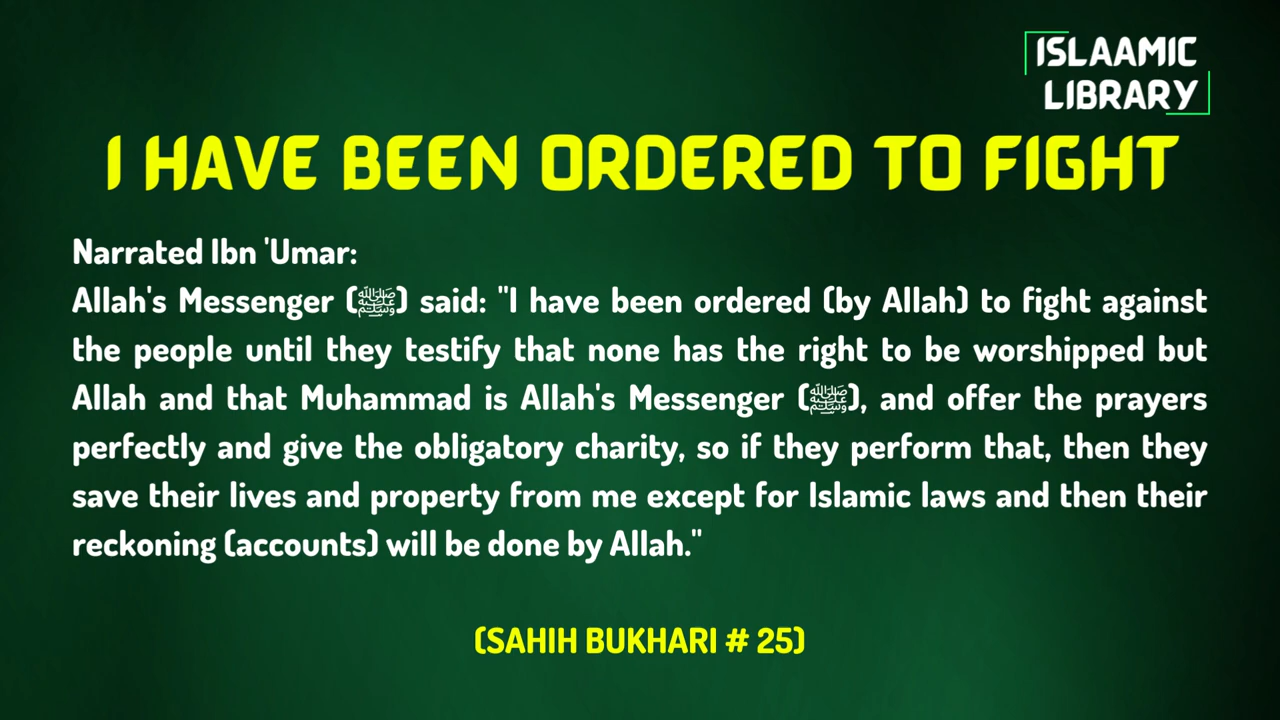 ISLAAMIC
LIBRARY
I HAVE BEEN ORDERED TO FIGHT
Narrated Ibn 'Umar:
Allah's Messenger (ﷺ) said: "I have been ordered (by Allah) to fight against
the people until they testify that none has the right to be worshipped but
Allah and that Muhammad is Allah's Messenger (ﷺ), and offer the prayers
perfectly and give the obligatory charity, so if they perform that, then they
save their lives and property from me except for Islamic laws and then their
reckoning (accounts) will be done by Allah."
(SAHIH BUKHARI # 25)